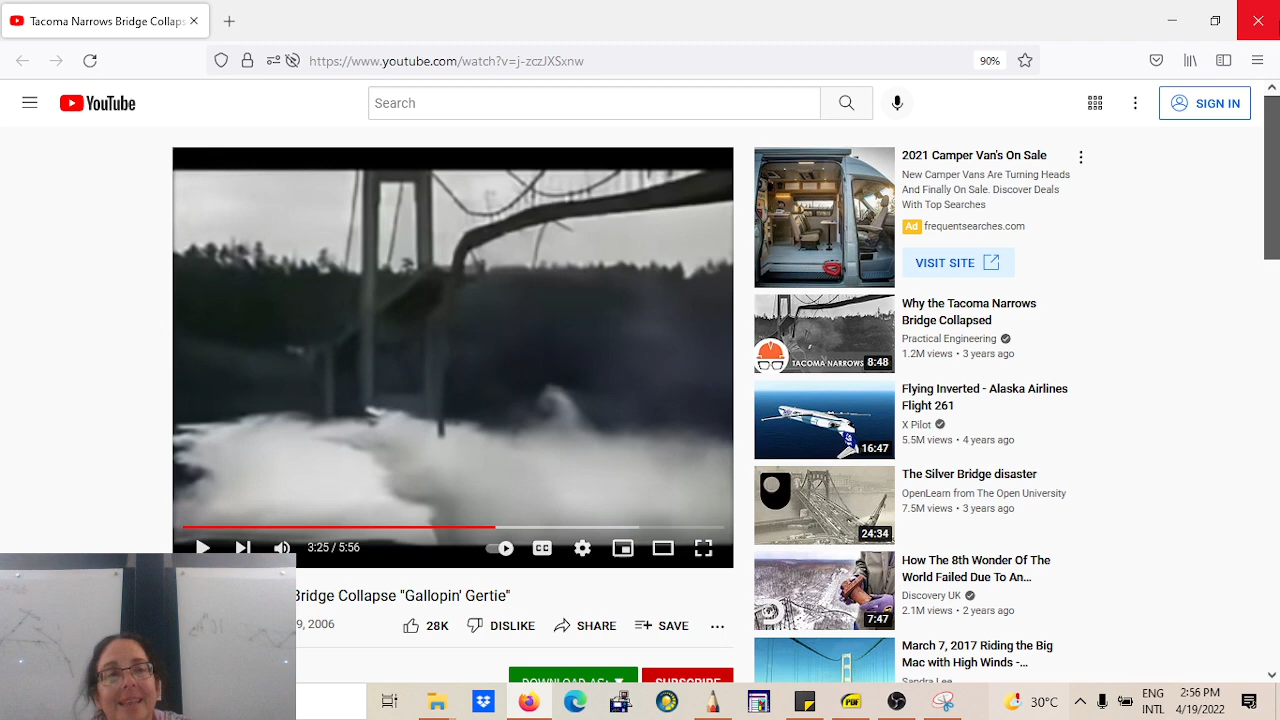 Tacoma Narrows Bridge Collaps
https://www.youtube.com/watch?v=j-zczJXSxnw
90%
YouTube
Search
SIGN IN
2021 Camper Van's On Sale
New Camper Vans Are Turning Heads
And Finally On Sale. Discover Deals
With Top Searches
Ad frequentsearches.com
VISIT SITE
TACOMA NARROWS
8:48
Why the Tacoma Narrows
Bridge Collapsed
Practical Engineering
1.2M views • 3 years ago
16:47
Flying Inverted - Alaska Airlines
Flight 261
X Pilot
5.5M views • 4 years ago
24:34
The Silver Bridge disaster
OpenLearn from The Open University
7.5M views • 3 years ago
7:47
How The 8th Wonder Of The
World Failed Due To An...
Discovery UK
2.1M views • 2 years ago
March 7, 2017 Riding the Big
Mac with High Winds -...
Sandra Lee
3:25 / 5:56
CC
Bridge Collapse "Gallopin' Gertie"
9, 2006
28K
DISLIKE
SHARE
SAVE
DOWNLOAD AS: ▼
SUBSCRIBE
30°C
ENG
INTL
2:56 PM
4/19/2022